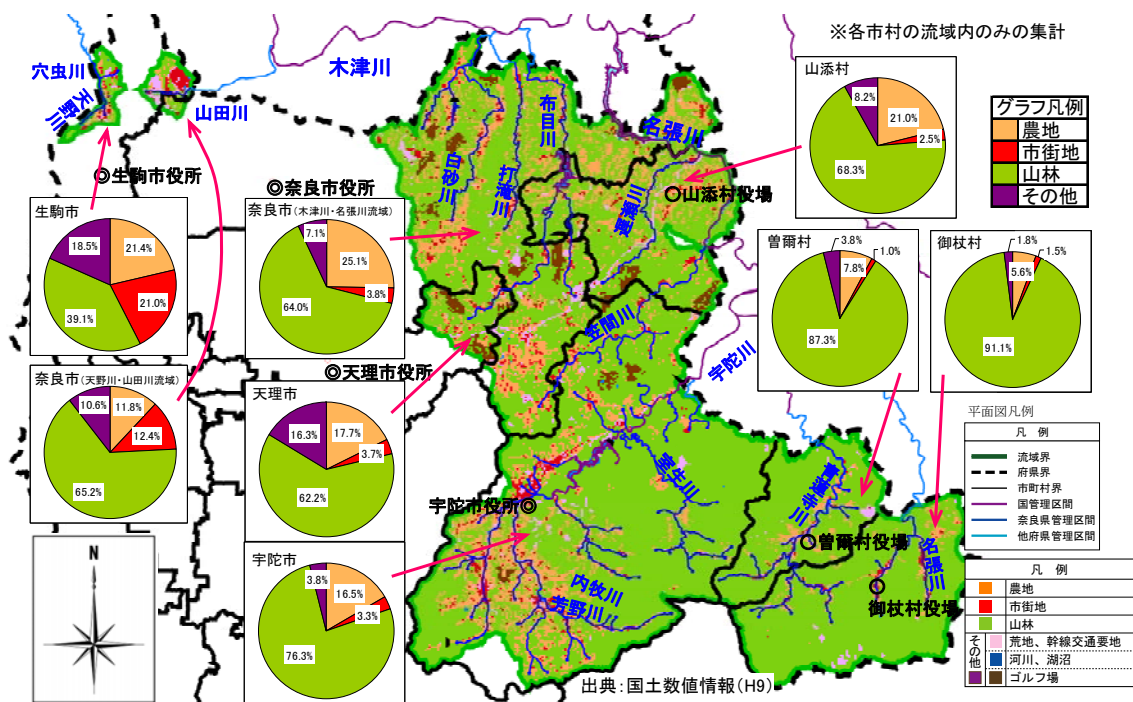 ※各市村の流域内のみの集計
穴虫川
天野川
山田川
木津川
布目川
白砂川
打滝川
名張川
遅瀬川
笠間川
宇陀川
室生川
青蓮寺川
名張川
内牧川
芳野川
◎生駒市役所
◎奈良市役所
◎天理市役所
宇陀市役所◎
○山添村役場
○曽爾村役場
御杖村役場
山添村
8.2%
21.0%
2.5%
68.3%
グラフ凡例
農地
市街地
山林
その他
生駒市
18.5%
21.4%
21.0%
39.1%
奈良市(木津川・名張川流域)
7.1%
25.1%
3.8%
64.0%
曽爾村
3.8%
1.0%
7.8%
87.3%
御杖村
1.8%
1.5%
5.6%
91.1%
奈良市(天野川・山田川流域)
10.6%
11.8%
12.4%
65.2%
天理市
16.3%
17.7%
3.7%
62.2%
宇陀市
3.8%
16.5%
3.3%
76.3%
平面図凡例
凡 例
流域界
府県界
市町村界
国管理区間
奈良県管理区間
他府県管理区間
凡 例
農地
市街地
山林
その他
荒地、幹線交通要地
河川、湖沼
ゴルフ場
N
出典:国土数値情報(H9)